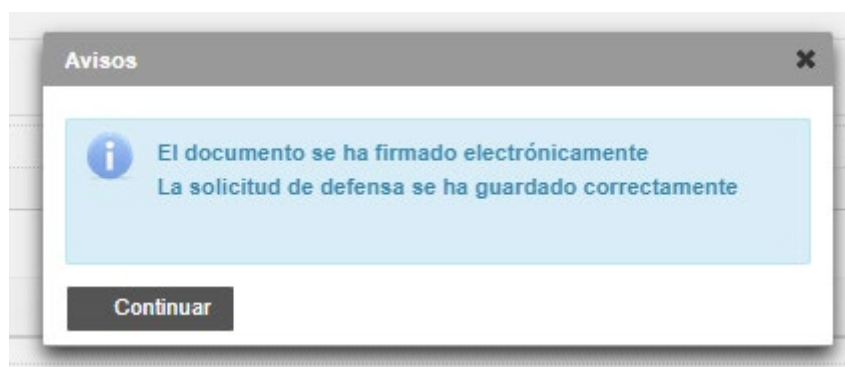 Avisos
El documento se ha firmado electrónicamente
La solicitud de defensa se ha guardado correctamente
Continuar